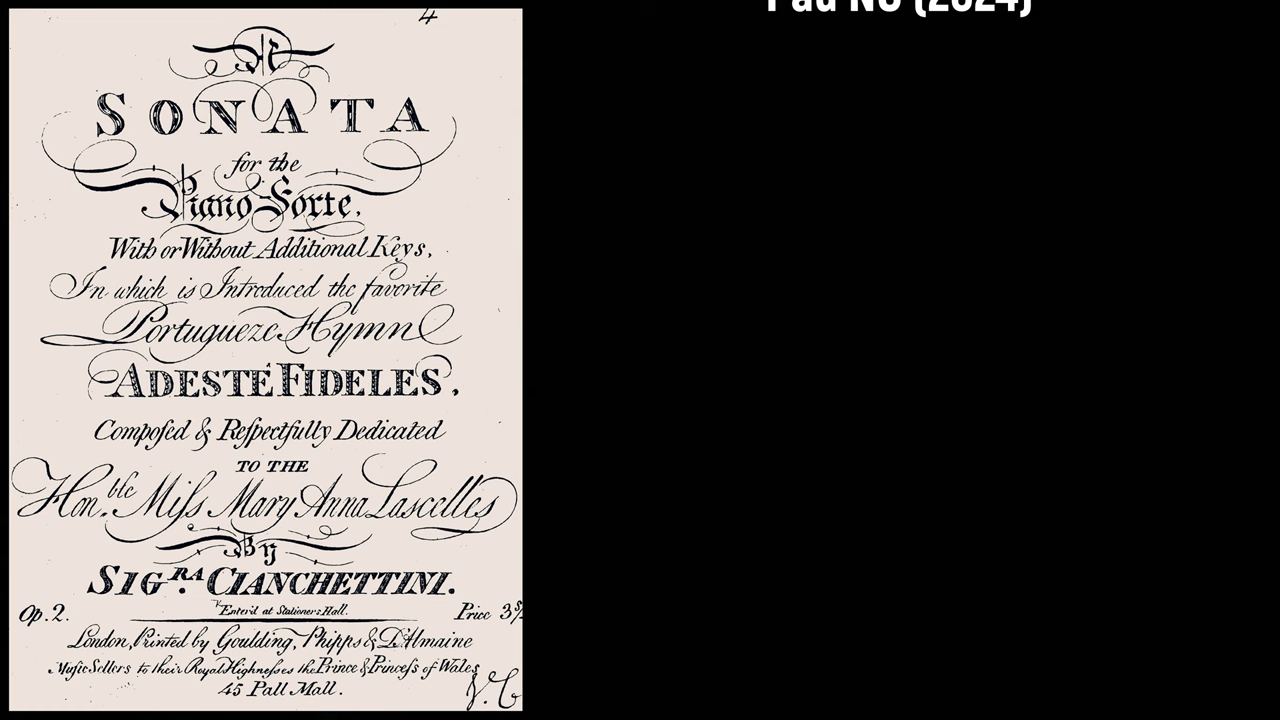 4
A
SONATA
for the
Piano Forte,
With or Without Additional Keys,
In which is Introduced the favorite
Portugueze Hymn
ADESTE FIDELES,
Compoſed & Reſpectfully Dedicated
TO THE
Hon.ble Miſs Mary Anna Lascelles
By
SIG.RA CIANCHETTINI.
Op. 2. Enter'd at Stationers Hall. Price 3s/
London, Printed by Goulding, Phipps & D'Almaine
Muſic Sellers to their Royal Highneſses the Prince & Princeſs of Wales
45 Pall Mall.
V. C
(2024)